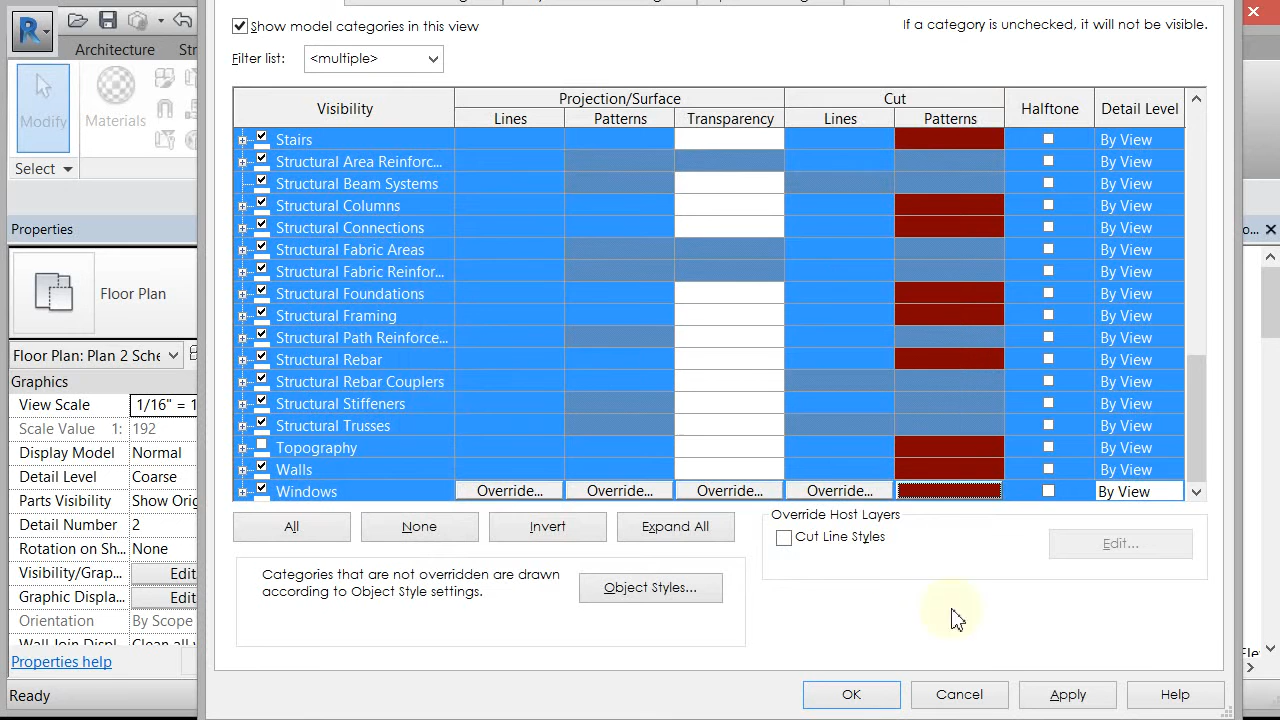 Architecture
Modify
Materials
Select
Properties
Floor Plan
Floor Plan: Plan 2 Sche
Graphics
View Scale 1/16" = 1
Scale Value 1: 192
Display Model Normal
Detail Level Coarse
Parts Visibility Show Orig
Detail Number 2
Rotation on Sh... None
Visibility/Grap... Edit
Graphic Displa... Edit
Orientation By Scope
Properties help
Ready
Show model categories in this view
If a category is unchecked, it will not be visible.
Filter list: <multiple>
Visibility Projection/Surface Cut Halftone Detail Level
Lines Patterns Transparency Lines Patterns
Stairs By View
Structural Area Reinforc... By View
Structural Beam Systems By View
Structural Columns By View
Structural Connections By View
Structural Fabric Areas By View
Structural Fabric Reinfor... By View
Structural Foundations By View
Structural Framing By View
Structural Path Reinforce... By View
Structural Rebar By View
Structural Rebar Couplers By View
Structural Stiffeners By View
Structural Trusses By View
Topography By View
Walls By View
Windows Override... Override... Override... Override... By View
All None Invert Expand All
Override Host Layers
Cut Line Styles Edit...
Categories that are not overridden are drawn
according to Object Style settings.
Object Styles...
OK Cancel Apply Help